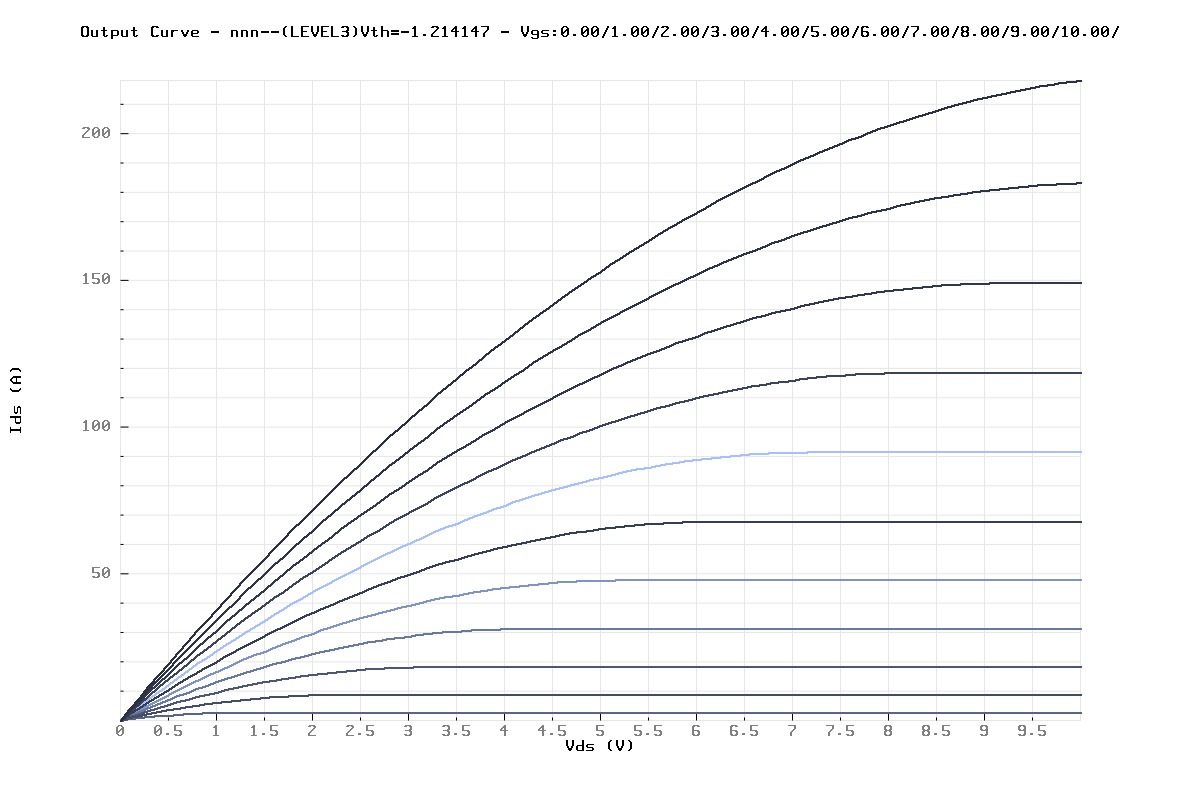 Output Curve - nnn--(LEVEL3)Vth=-1.214147 - Vgs:0.00/1.00/2.00/3.00/4.00/5.00/6.00/7.00/8.00/9.00/10.00/
200
150
100
50
Ids (A)
0 0.5 1 1.5 2 2.5 3 3.5 4 4.5 5 5.5 6 6.5 7 7.5 8 8.5 9 9.5
Vds (V)